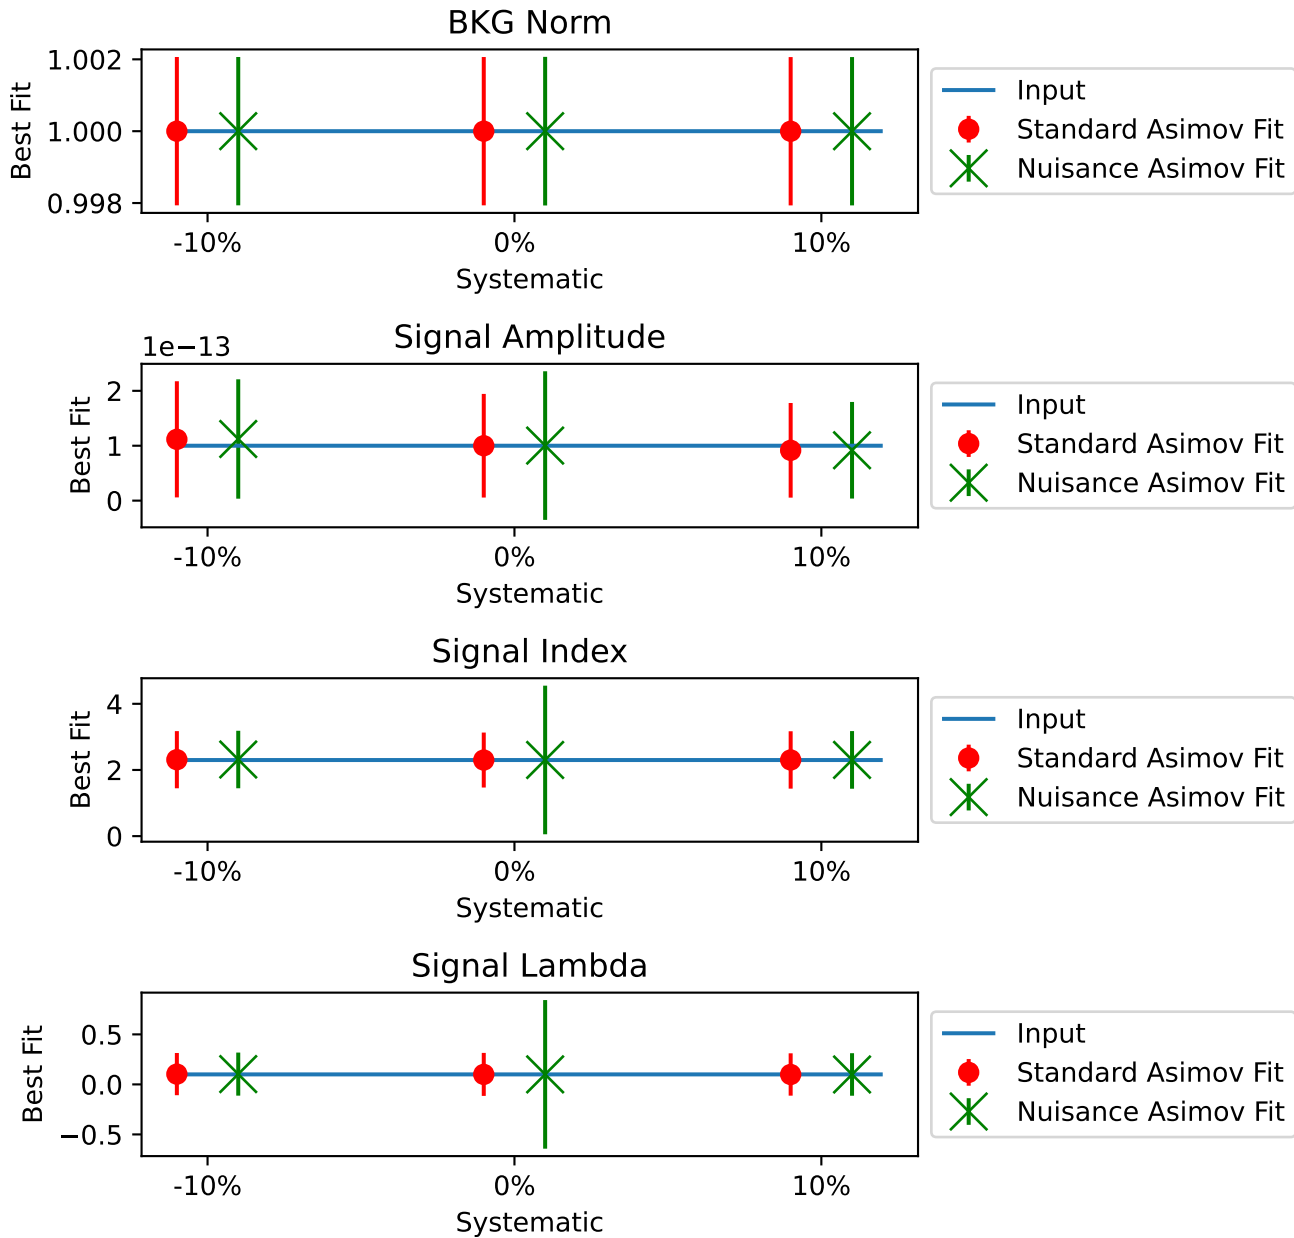 BKG Norm
Best Fit
1.002
1.000
0.998
-10%
0%
10%
Systematic
Input
Standard Asimov Fit
Nuisance Asimov Fit
Signal Amplitude
1e−13
Best Fit
2
1
0
-10%
0%
10%
Systematic
Input
Standard Asimov Fit
Nuisance Asimov Fit
Signal Index
Best Fit
4
2
0
-10%
0%
10%
Systematic
Input
Standard Asimov Fit
Nuisance Asimov Fit
Signal Lambda
Best Fit
0.5
0.0
−0.5
-10%
0%
10%
Systematic
Input
Standard Asimov Fit
Nuisance Asimov Fit